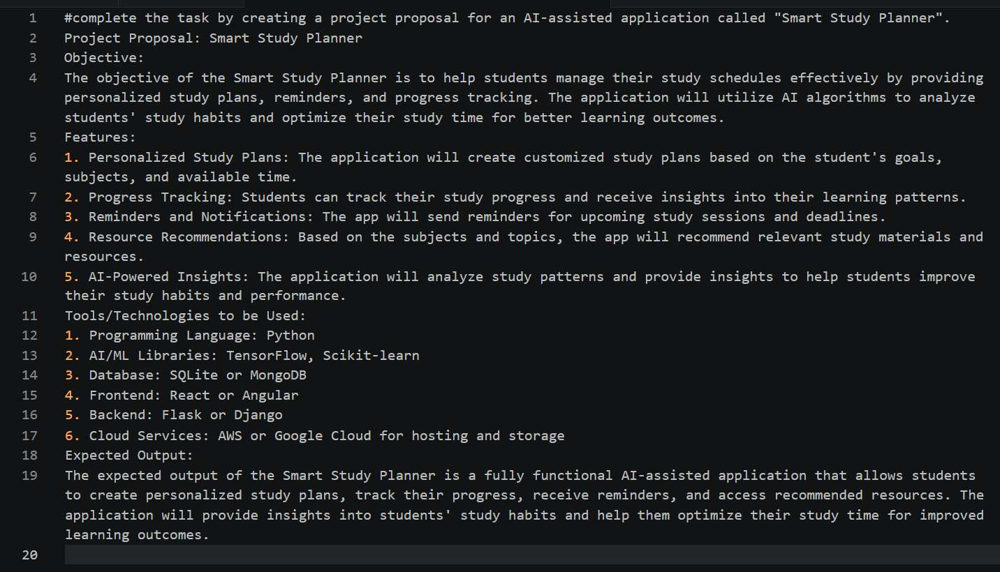 1 #complete the task by creating a project proposal for an AI-assisted application called "Smart Study Planner".
2 Project Proposal: Smart Study Planner
3 Objective:
4 The objective of the Smart Study Planner is to help students manage their study schedules effectively by providing
personalized study plans, reminders, and progress tracking. The application will utilize AI algorithms to analyze
students' study habits and optimize their study time for better learning outcomes.
5 Features:
6 1. Personalized Study Plans: The application will create customized study plans based on the student's goals,
subjects, and available time.
7 2. Progress Tracking: Students can track their study progress and receive insights into their learning patterns.
8 3. Reminders and Notifications: The app will send reminders for upcoming study sessions and deadlines.
9 4. Resource Recommendations: Based on the subjects and topics, the app will recommend relevant study materials and
resources.
10 5. AI-Powered Insights: The application will analyze study patterns and provide insights to help students improve
their study habits and performance.
11 Tools/Technologies to be Used:
12 1. Programming Language: Python
13 2. AI/ML Libraries: TensorFlow, Scikit-learn
14 3. Database: SQLite or MongoDB
15 4. Frontend: React or Angular
16 5. Backend: Flask or Django
17 6. Cloud Services: AWS or Google Cloud for hosting and storage
18 Expected Output:
19 The expected output of the Smart Study Planner is a fully functional AI-assisted application that allows students
to create personalized study plans, track their progress, receive reminders, and access recommended resources. The
application will provide insights into students' study habits and help them optimize their study time for improved
learning outcomes.
20